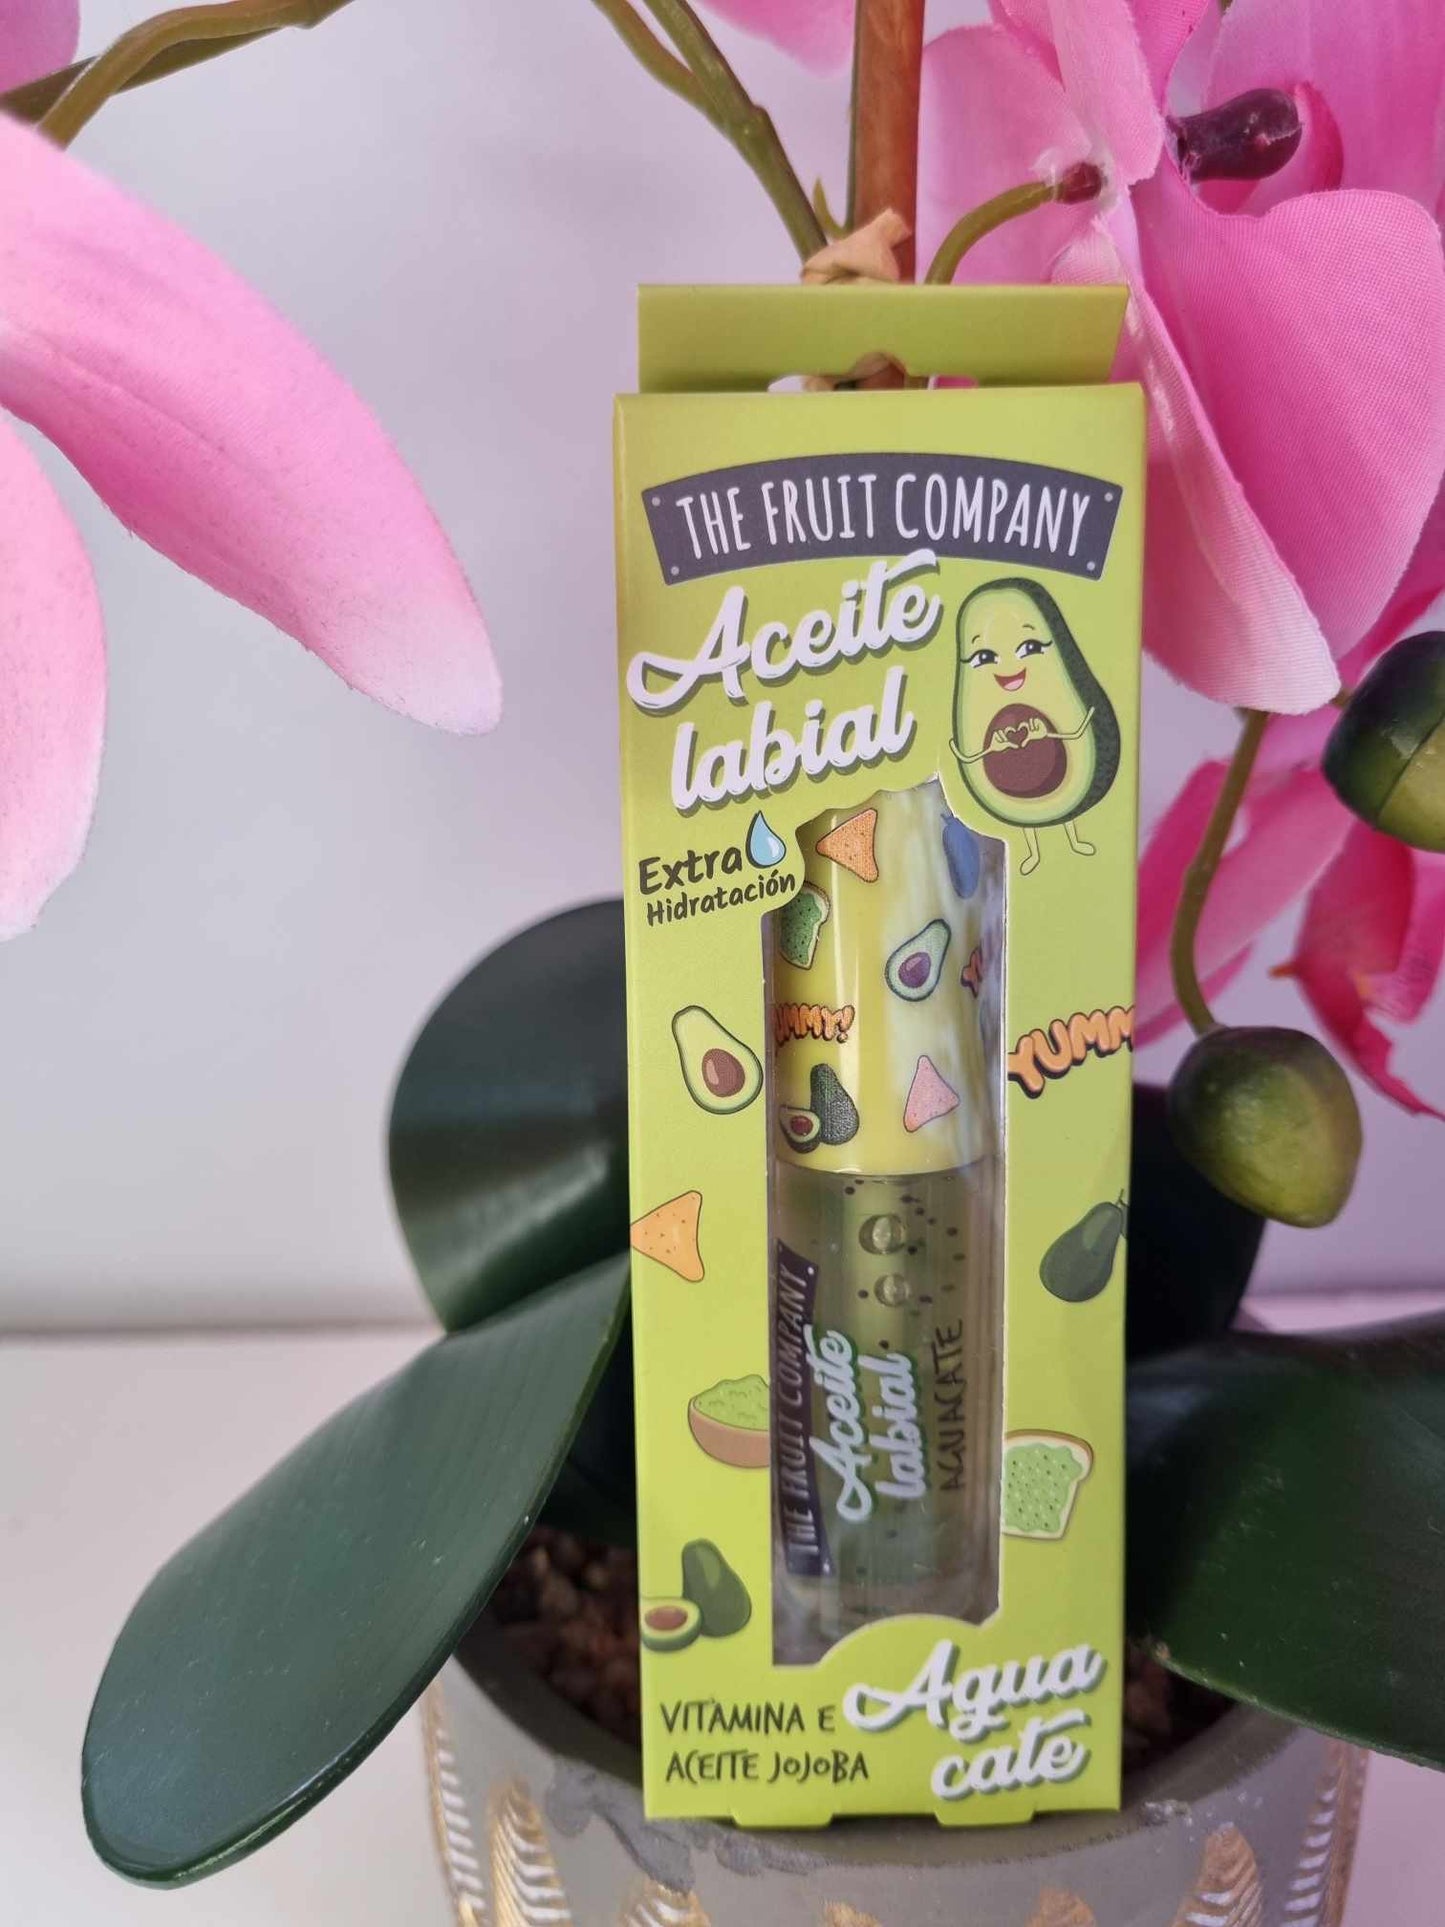 THE FRUIT COMPANY
Aceite
labial
Extra
Hidratación
UMMY!
YUMM
THE FRUIT COMPANY
Aceite
labial
AGUACATE
VITAMINA E
ACEITE JOJOBA
Agua
cate